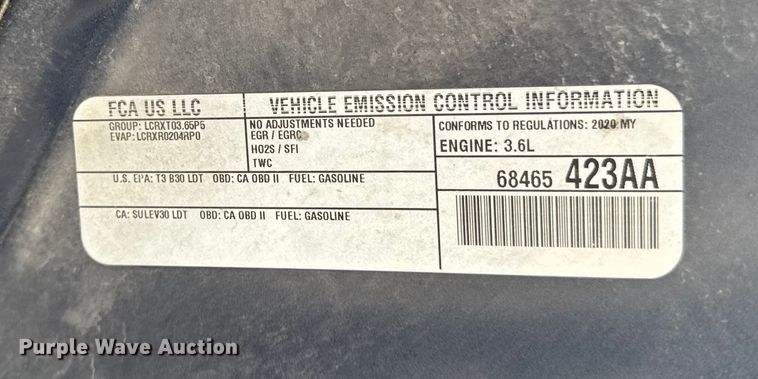 FCA US LLC
VEHICLE EMISSION CONTROL INFORMATION
GROUP: LCRXT03.65P5
EVAP: LCRXR0204RP0
NO ADJUSTMENTS NEEDED
EGR / EGRC
HO2S / SFI
TWC
CONFORMS TO REGULATIONS: 2020 MY
ENGINE: 3.6L
U.S. EPA: T3 B30 LDT OBD: CA OBD II FUEL: GASOLINE
68465 423AA
CA: SULEV30 LDT OBD: CA OBD II FUEL: GASOLINE
Purple Wave Auction